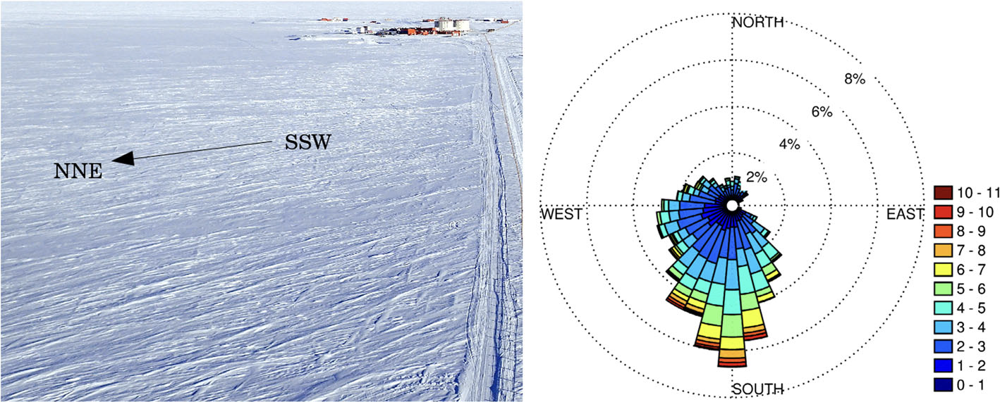 SSW
NNE
NORTH
8%
6%
4%
2%
WEST
EAST
SOUTH
10 - 11
9 - 10
8 - 9
7 - 8
6 - 7
5 - 6
4 - 5
3 - 4
2 - 3
1 - 2
0 - 1